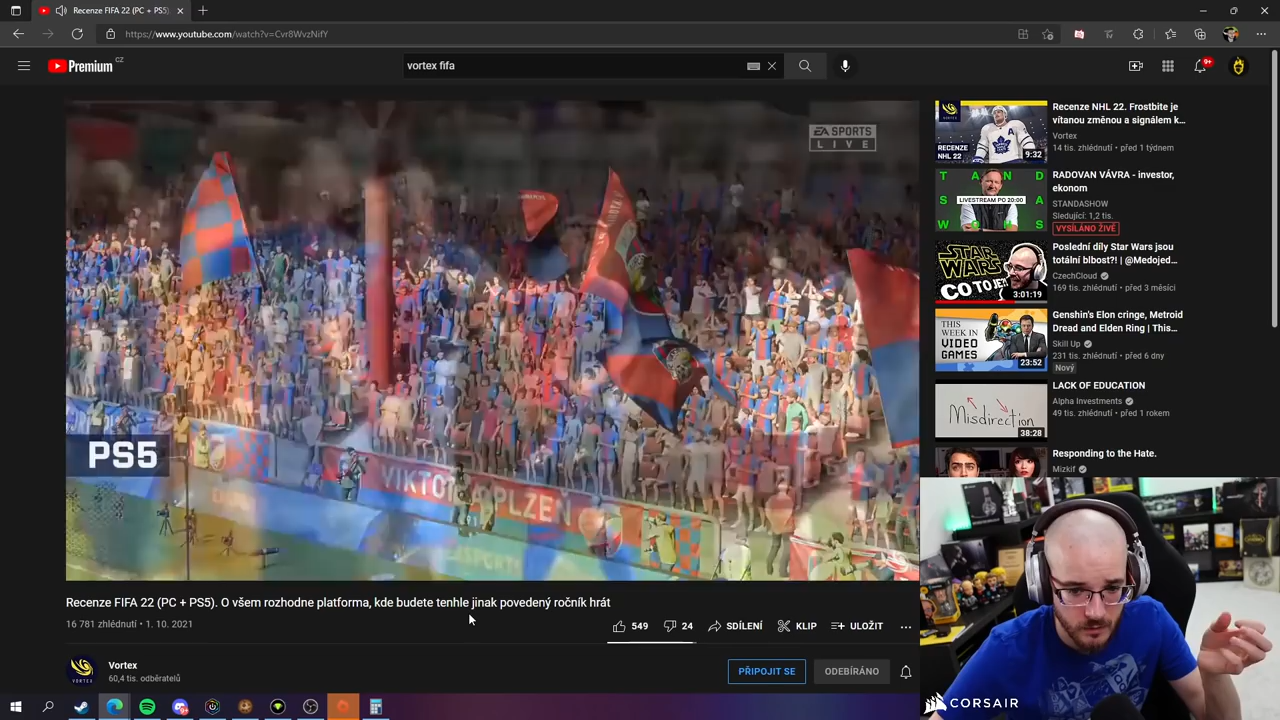 Recenze FIFA 22 (PC + PS5)
https://www.youtube.com/watch?v=Cvr8WvzNifY
Premium CZ
vortex fifa
9+
EA SPORTS
LIVE
PS5
VIKTORIA PLZEŇ
Recenze FIFA 22 (PC + PS5). O všem rozhodne platforma, kde budete tenhle jinak povedený ročník hrát
16 781 zhlédnutí • 1. 10. 2021
549
24
SDÍLENÍ
KLIP
ULOŽIT
Vortex
60,4 tis. odběratelů
PŘIPOJIT SE
ODEBÍRÁNO
VORTEX
RECENZE
NHL 22
9:32
Recenze NHL 22. Frostbite je
vítanou změnou a signálem k...
Vortex
14 tis. zhlédnutí • před 1 týdnem
T A N D
S A
W S
LIVESTREAM PO 20:00
RADOVAN VÁVRA - investor,
ekonom
STANDASHOW
Sledující: 1,2 tis.
VYSÍLÁNO ŽIVĚ
STAR
WARS
CO TO JE
3:01:19
Poslední díly Star Wars jsou
totální blbost?! | @Medojed...
CzechCloud
169 tis. zhlédnutí • před 3 měsíci
THIS
WEEK IN
VIDEO
GAMES
23:52
Genshin's Elon cringe, Metroid
Dread and Elden Ring | This...
Skill Up
231 tis. zhlédnutí • před 6 dny
Nový
Misdirection
38:28
LACK OF EDUCATION
Alpha Investments
49 tis. zhlédnutí • před 1 rokem
Responding to the Hate.
Mizkif
CORSAIR